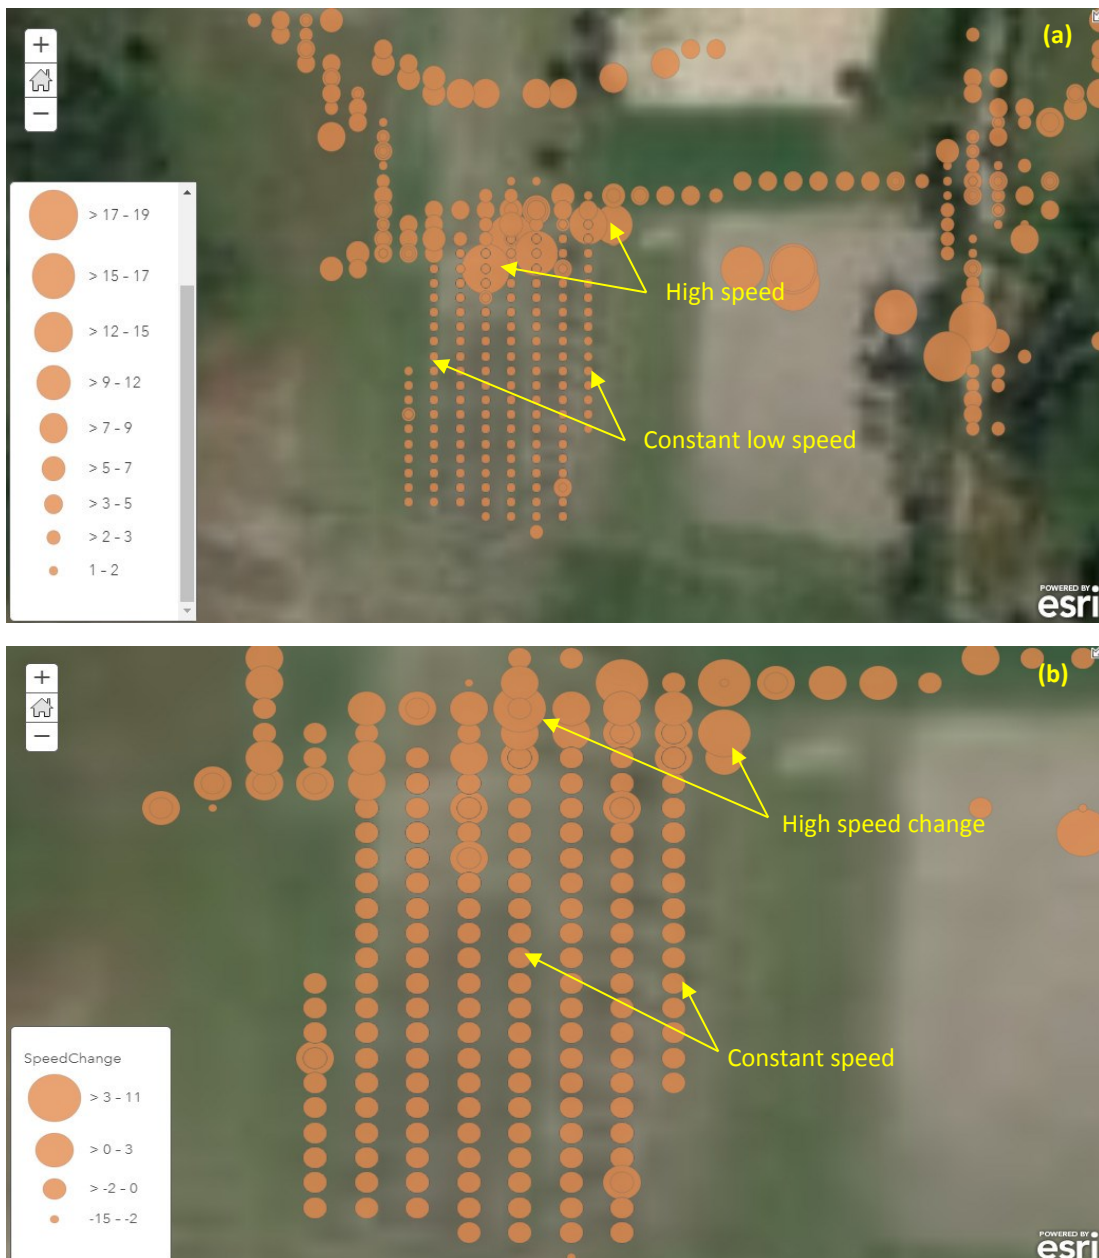 (a)
+
−
> 17 - 19
> 15 - 17
> 12 - 15
> 9 - 12
> 7 - 9
> 5 - 7
> 3 - 5
> 2 - 3
1 - 2
High speed
Constant low speed
POWERED BY
esri
(b)
+
−
High speed change
Constant speed
SpeedChange
> 3 - 11
> 0 - 3
> -2 - 0
-15 - -2
POWERED BY
esri